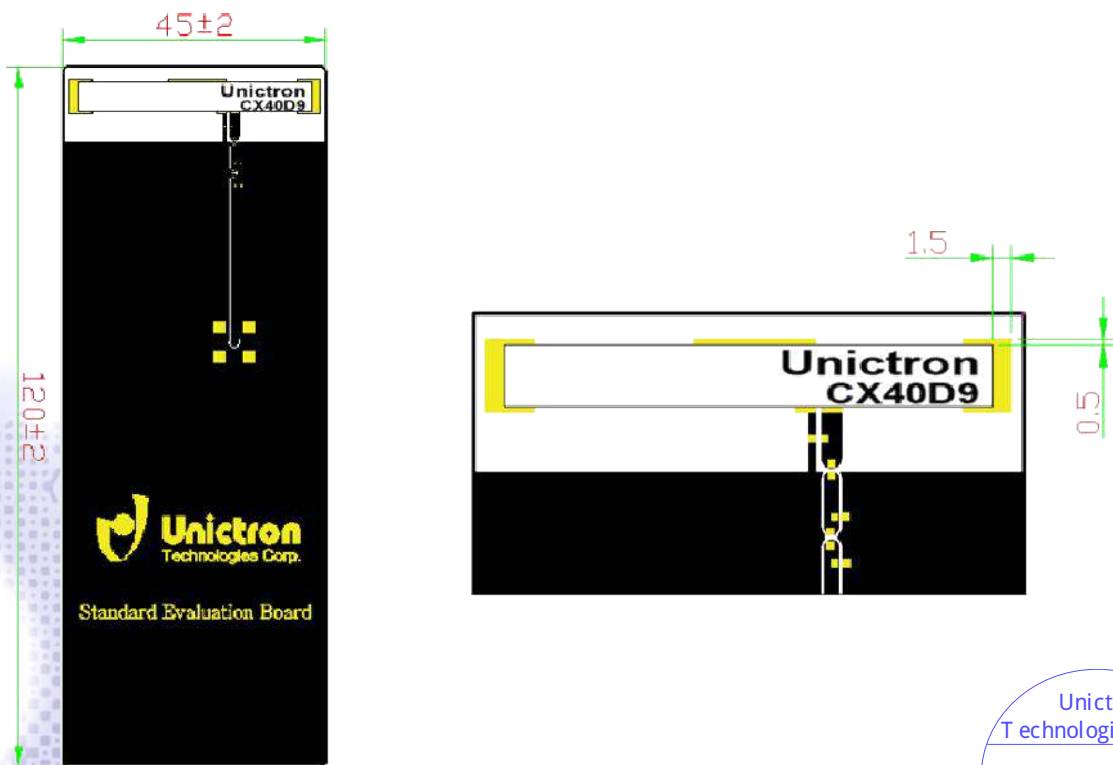 45±2
Unictron
CX40D9
120±2
Unictron
Technologies Corp.
Standard Evaluation Board
1.5
Unictron
CX40D9
0.5
Unict
Technologi